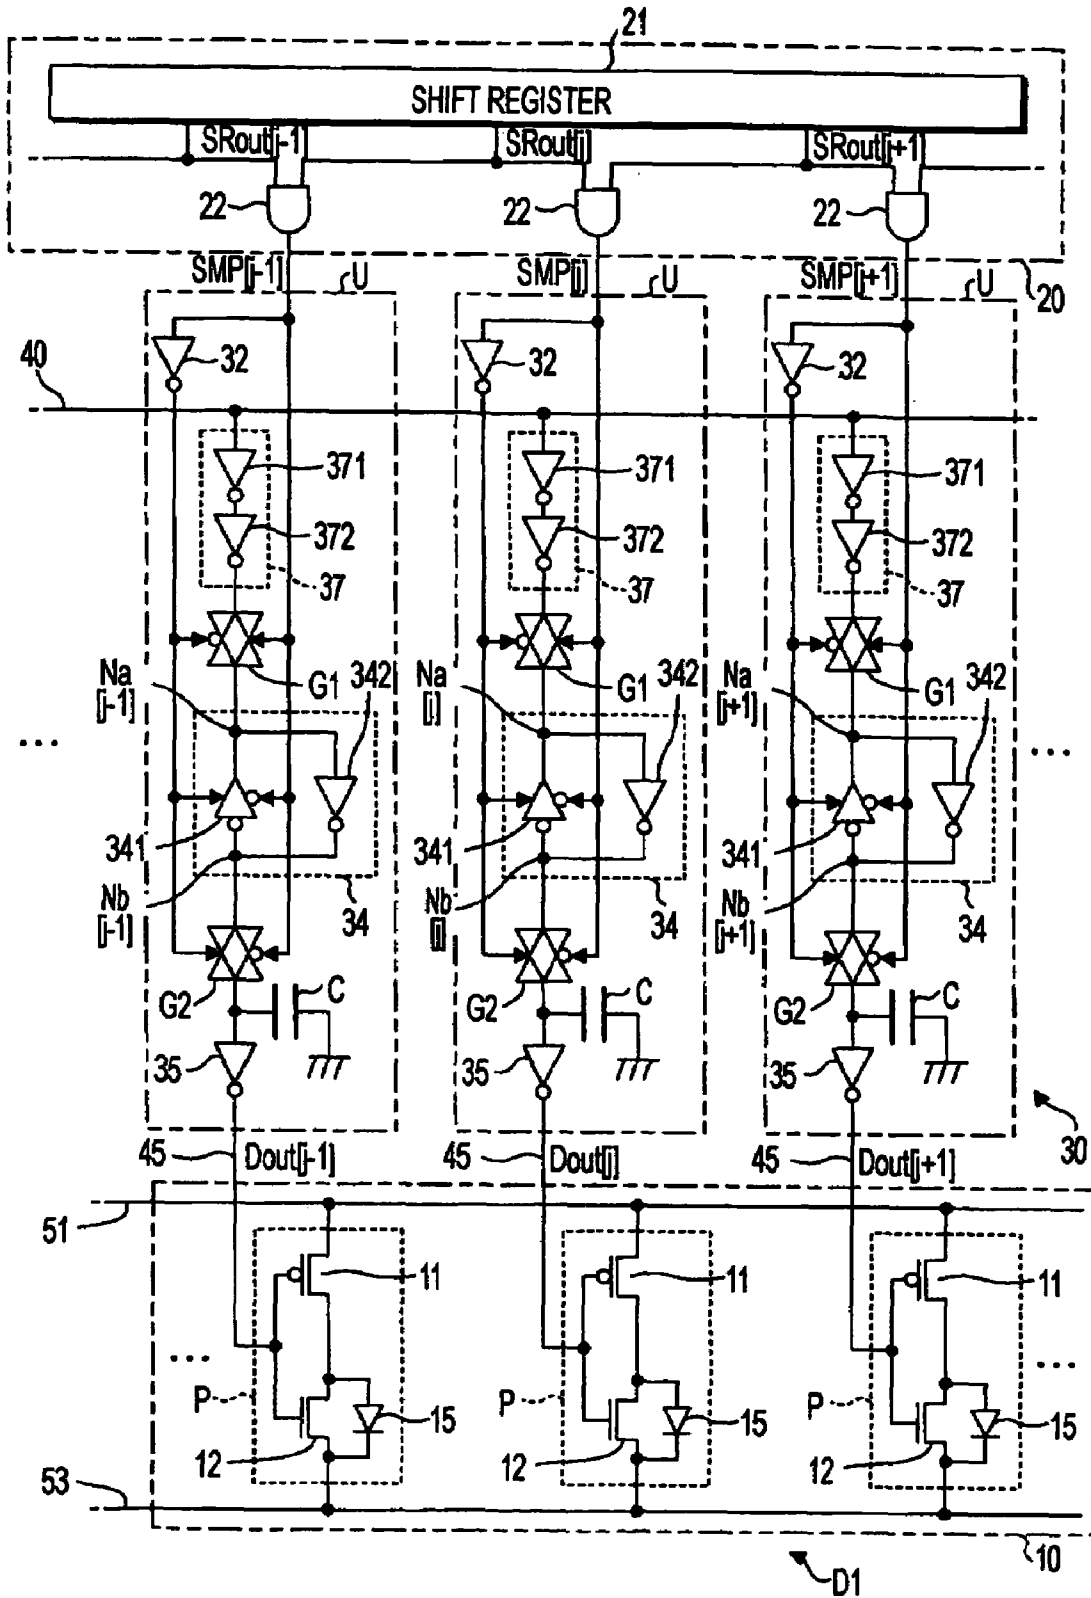 21
SHIFT REGISTER
SRout[j-1] SRout[j] SRout[j+1]
22 22 22
SMP[j-1] U SMP[j] U SMP[j+1] U 20
32 32 32
40
371 371 371
372 372 372
37 37 37
Na [j-1] G1 342 Na [j] G1 342 Na [j+1] G1 342
... ...
341 341 341
Nb [j-1] 34 Nb [j] 34 Nb [j+1] 34
G2 C G2 C G2 C
35 35 35
30
45 Dout[j-1] 45 Dout[j] 45 Dout[j+1]
51
11 11 11
... ...
P 15 P 15 P 15
12 12 12
53
10
D1